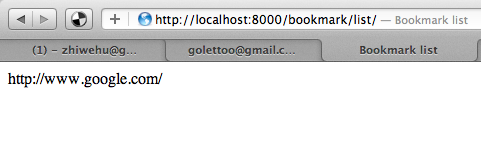 http://localhost:8000/bookmark/list/ — Bookmark list
(1) – zhiwehu@g...
golettoo@gmail.c...
Bookmark list
http://www.google.com/